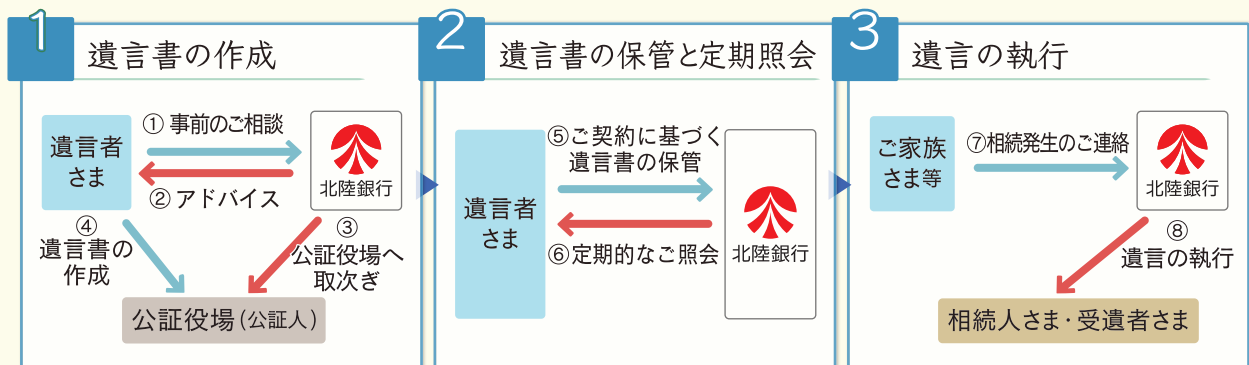 1 遺言書の作成
遺言者
さま
① 事前のご相談
② アドバイス
北陸銀行
④
遺言書の
作成
③
公証役場へ
取次ぎ
公証役場(公証人)
2 遺言書の保管と定期照会
遺言者
さま
⑤ご契約に基づく
遺言書の保管
⑥定期的なご照会
北陸銀行
3 遺言の執行
ご家族
さま等
⑦相続発生のご連絡
北陸銀行
⑧
遺言の執行
相続人さま・受遺者さま